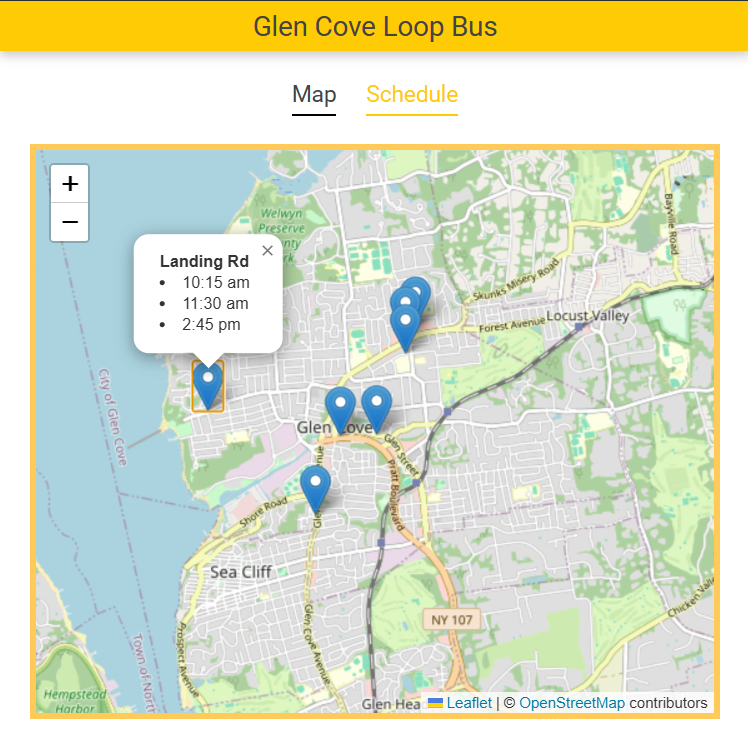 Glen Cove Loop Bus
Map Schedule
+
−
Welwyn
Preserve
County
Park
Bayville Road
×
Landing Rd
• 10:15 am
• 11:30 am
• 2:45 pm
Skunks Misery Road
Forest Avenue
Locust Valley
City of Glen Cove
Glen Cove
Glen Street
Pratt Boulevard
Shore Road
Sea Cliff
Glen Cove Avenue
Prospect Avenue
NY 107
Chicken Valley
Town of North
Hempstead
Harbor
Glen Hea
Leaflet | © OpenStreetMap contributors